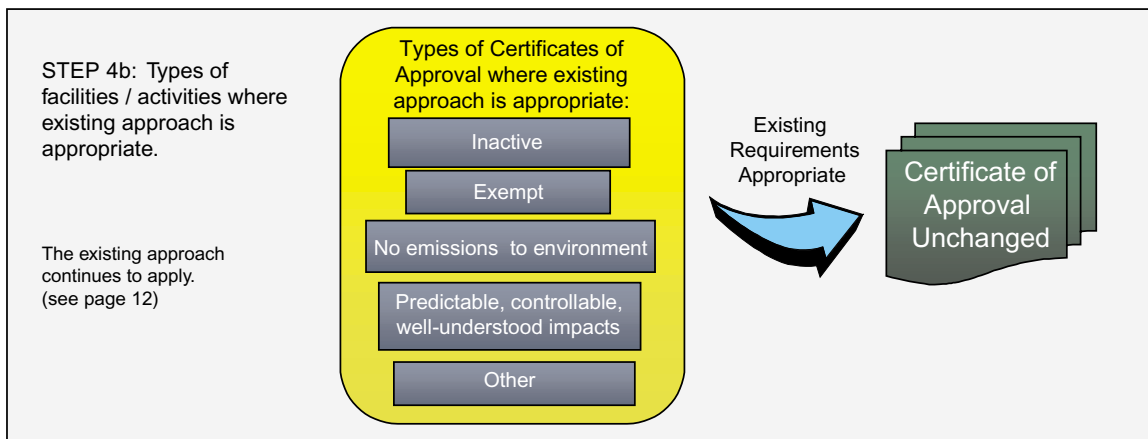 STEP 4b: Types of
facilities / activities where
existing approach is
appropriate.
The existing approach
continues to apply.
(see page 12)
Types of Certificates of
Approval where existing
approach is appropriate:
Inactive
Exempt
No emissions to environment
Predictable, controllable,
well-understood impacts
Other
Existing
Requirements
Appropriate
Certificate of
Approval
Unchanged